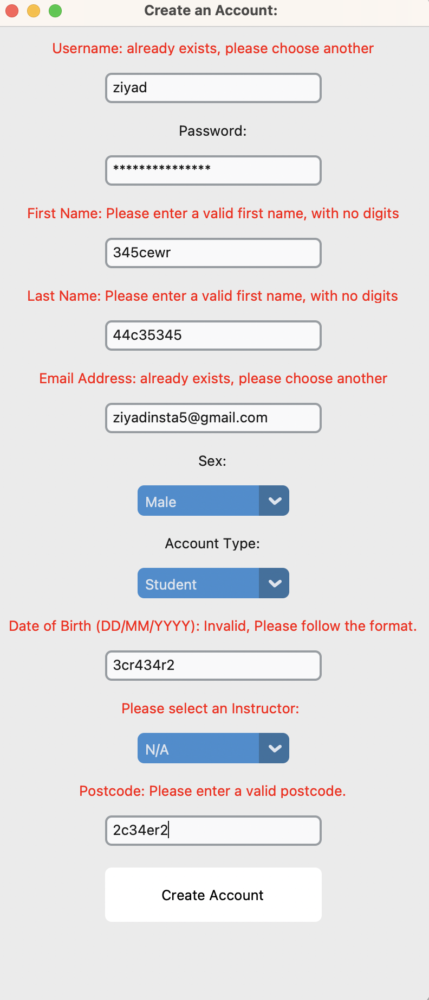 Create an Account:
Username: already exists, please choose another
ziyad
Password:
***************
First Name: Please enter a valid first name, with no digits
345cewr
Last Name: Please enter a valid first name, with no digits
44c35345
Email Address: already exists, please choose another
ziyadinsta5@gmail.com
Sex:
Male
Account Type:
Student
Date of Birth (DD/MM/YYYY): Invalid, Please follow the format.
3cr434r2
Please select an Instructor:
N/A
Postcode: Please enter a valid postcode.
2c34er2
Create Account